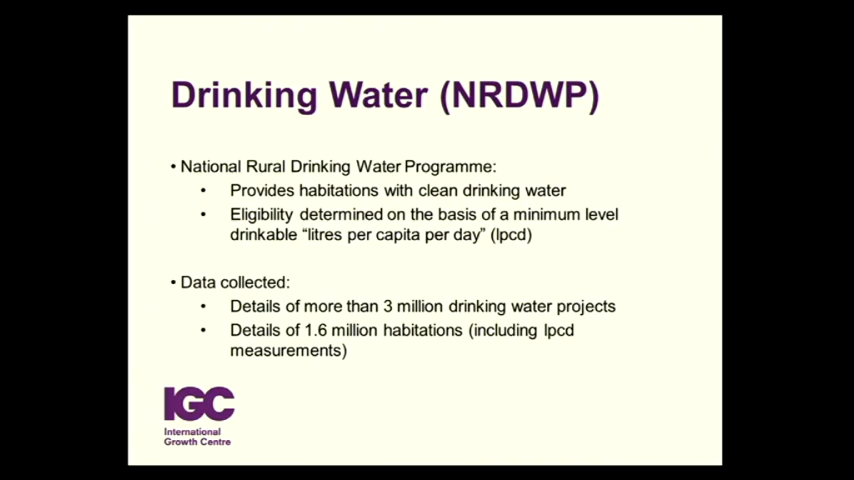 Drinking Water (NRDWP)
• National Rural Drinking Water Programme:
• Provides habitations with clean drinking water
• Eligibility determined on the basis of a minimum level
drinkable “litres per capita per day” (lpcd)
• Data collected:
• Details of more than 3 million drinking water projects
• Details of 1.6 million habitations (including lpcd
measurements)
IGC
International
Growth Centre